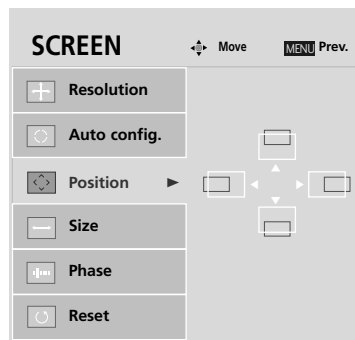 SCREEN Move MENU Prev.
Resolution
Auto config.
Position
Size
Phase
Reset